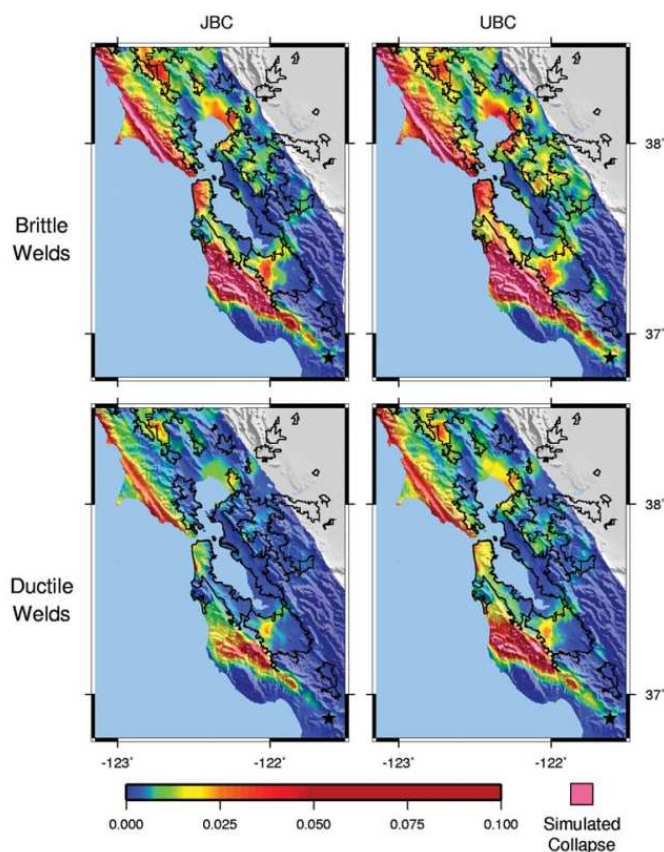 JBC
UBC
Brittle
Welds
38˚
37˚
Ductile
Welds
38˚
37˚
-123˚
-122˚
-123˚
-122˚
0.000
0.025
0.050
0.075
0.100
Simulated
Collapse